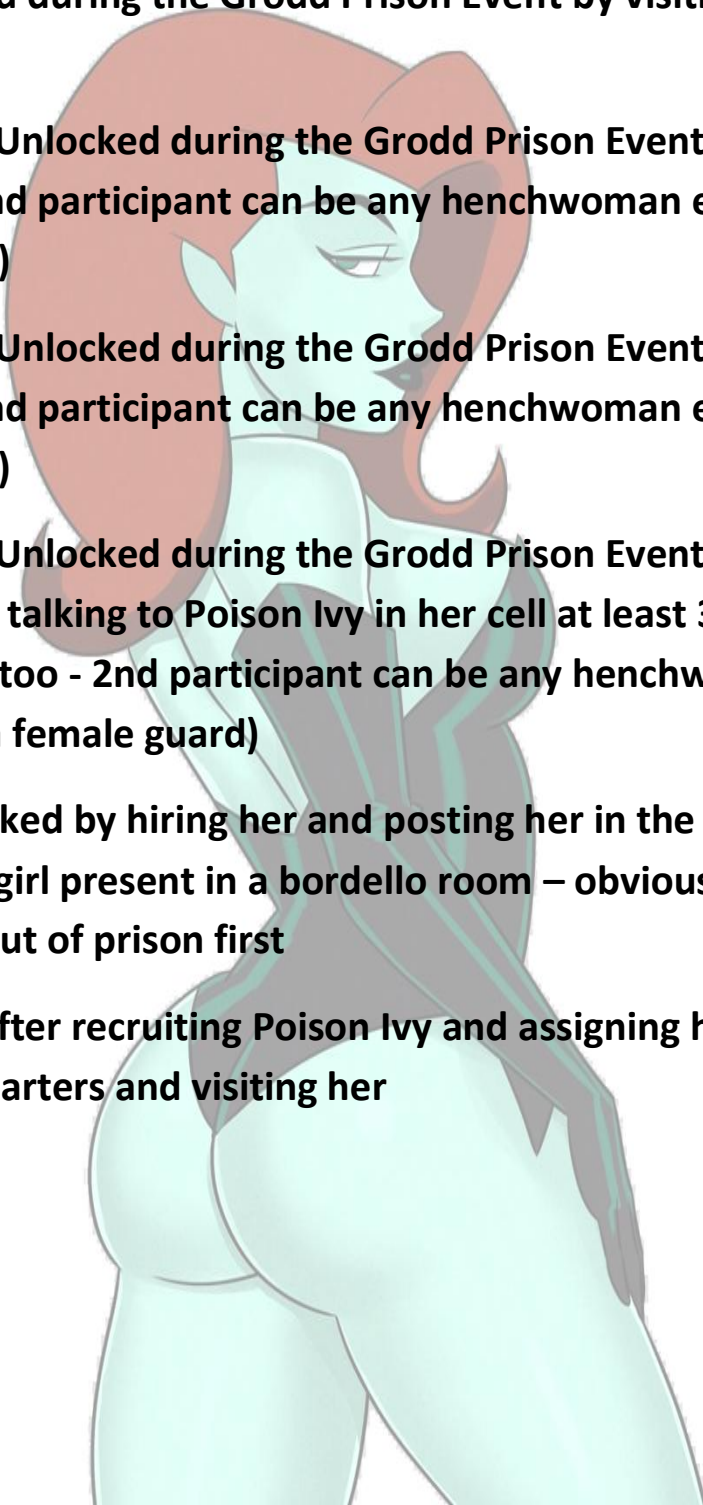 d during the Grodd Prison Event by visiti
Unlocked during the Grodd Prison Event
nd participant can be any henchwoman e
)
Unlocked during the Grodd Prison Event
nd participant can be any henchwoman e
)
Unlocked during the Grodd Prison Event
talking to Poison Ivy in her cell at least 3
too - 2nd participant can be any henchw
female guard)
ked by hiring her and posting her in the
girl present in a bordello room – obvious
ut of prison first
fter recruiting Poison Ivy and assigning h
arters and visiting her